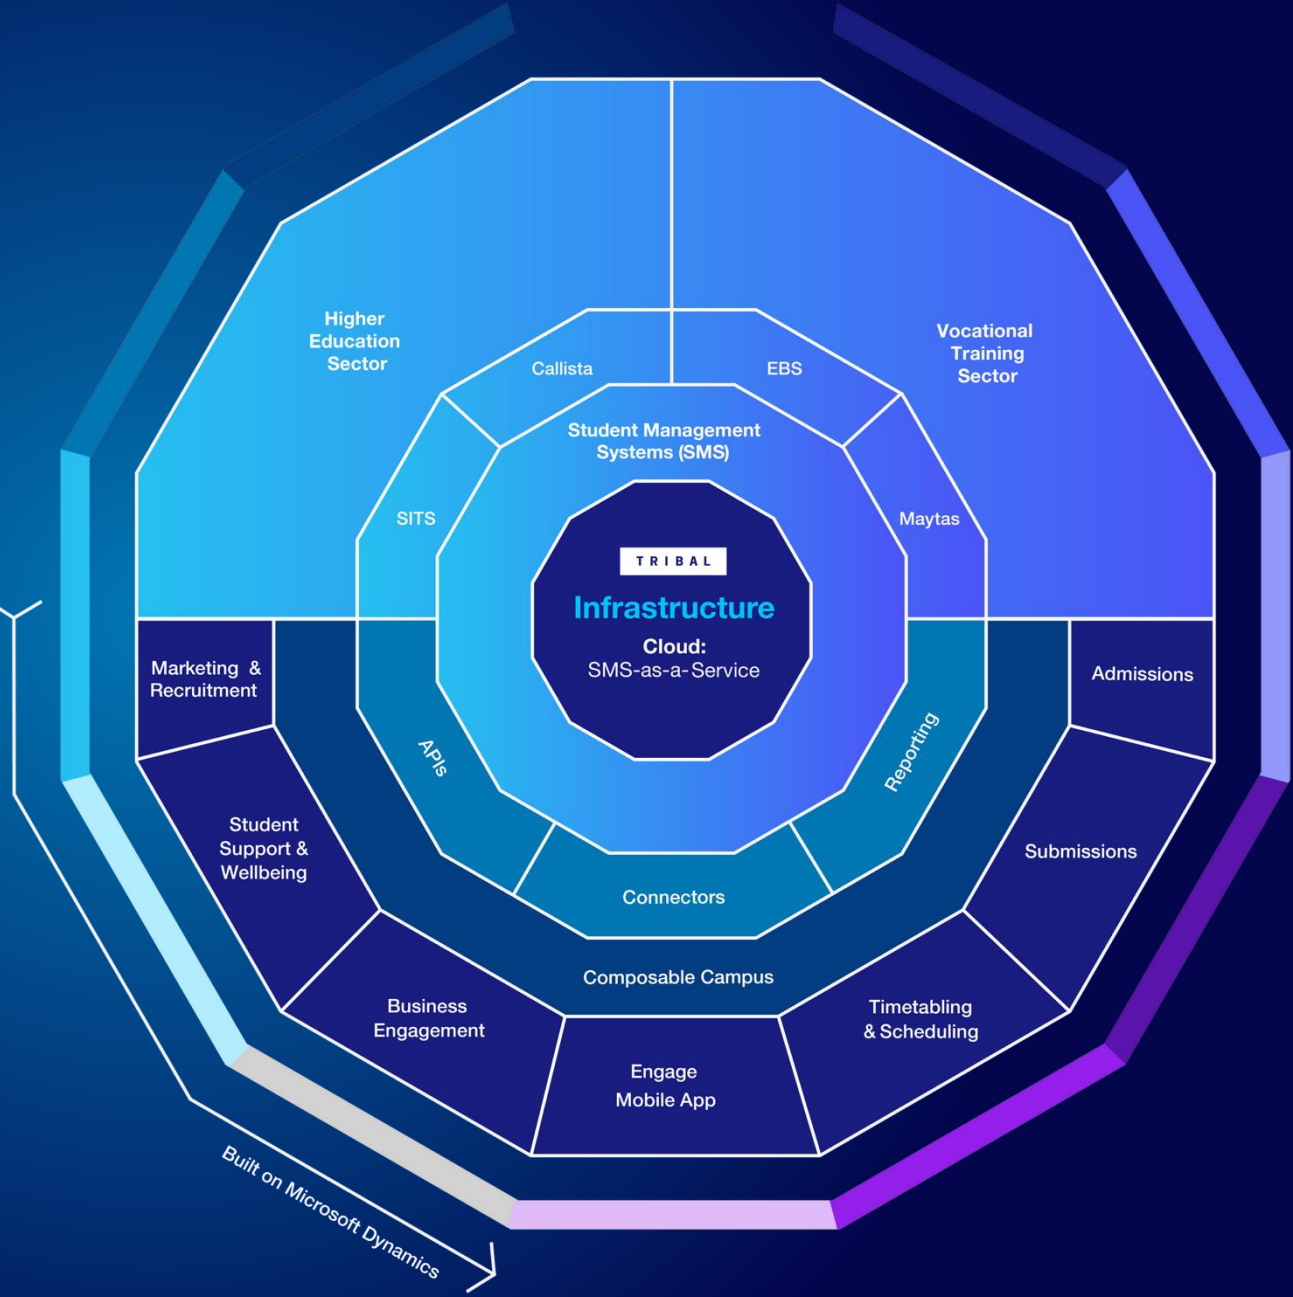 Higher
Education
Sector
Vocational
Training
Sector
Callista
EBS
Student Management
Systems (SMS)
SITS
Maytas
TRIBAL
Infrastructure
Cloud:
SMS-as-a-Service
Marketing &
Recruitment
Admissions
APIs
Reporting
Student
Support &
Wellbeing
Submissions
Connectors
Composable Campus
Business
Engagement
Timetabling
& Scheduling
Engage
Mobile App
Built on Microsoft Dynamics